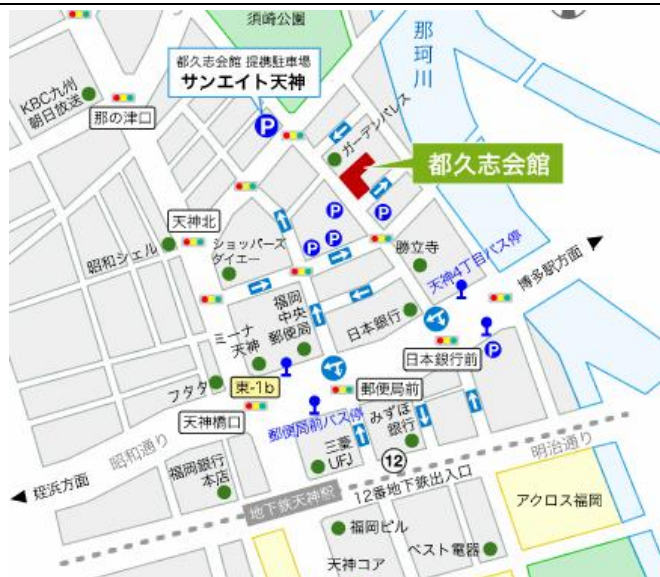 須崎公園
那珂川
都久志会館 提携駐車場
サンエイト天神
KBC九州
朝日放送
那の津口
P
ガーデンパレス
都久志会館
天神北
昭和シェル
ショッパーズ
ダイエー
P
P
P
P
勝立寺
天神4丁目バス停
博多駅方面
福岡
中央
郵便局
ミーナ
天神
日本銀行
日本銀行前
P
フタタ
東-1b
郵便局前
天神橋口
郵便局前バス停
みずほ
銀行
昭和通り
三菱
UFJ
12
明治通り
姪浜方面
福岡銀行
本店
地下鉄天神駅
12番地下鉄出入口
アクロス福岡
福岡ビル
天神コア
ベスト電器